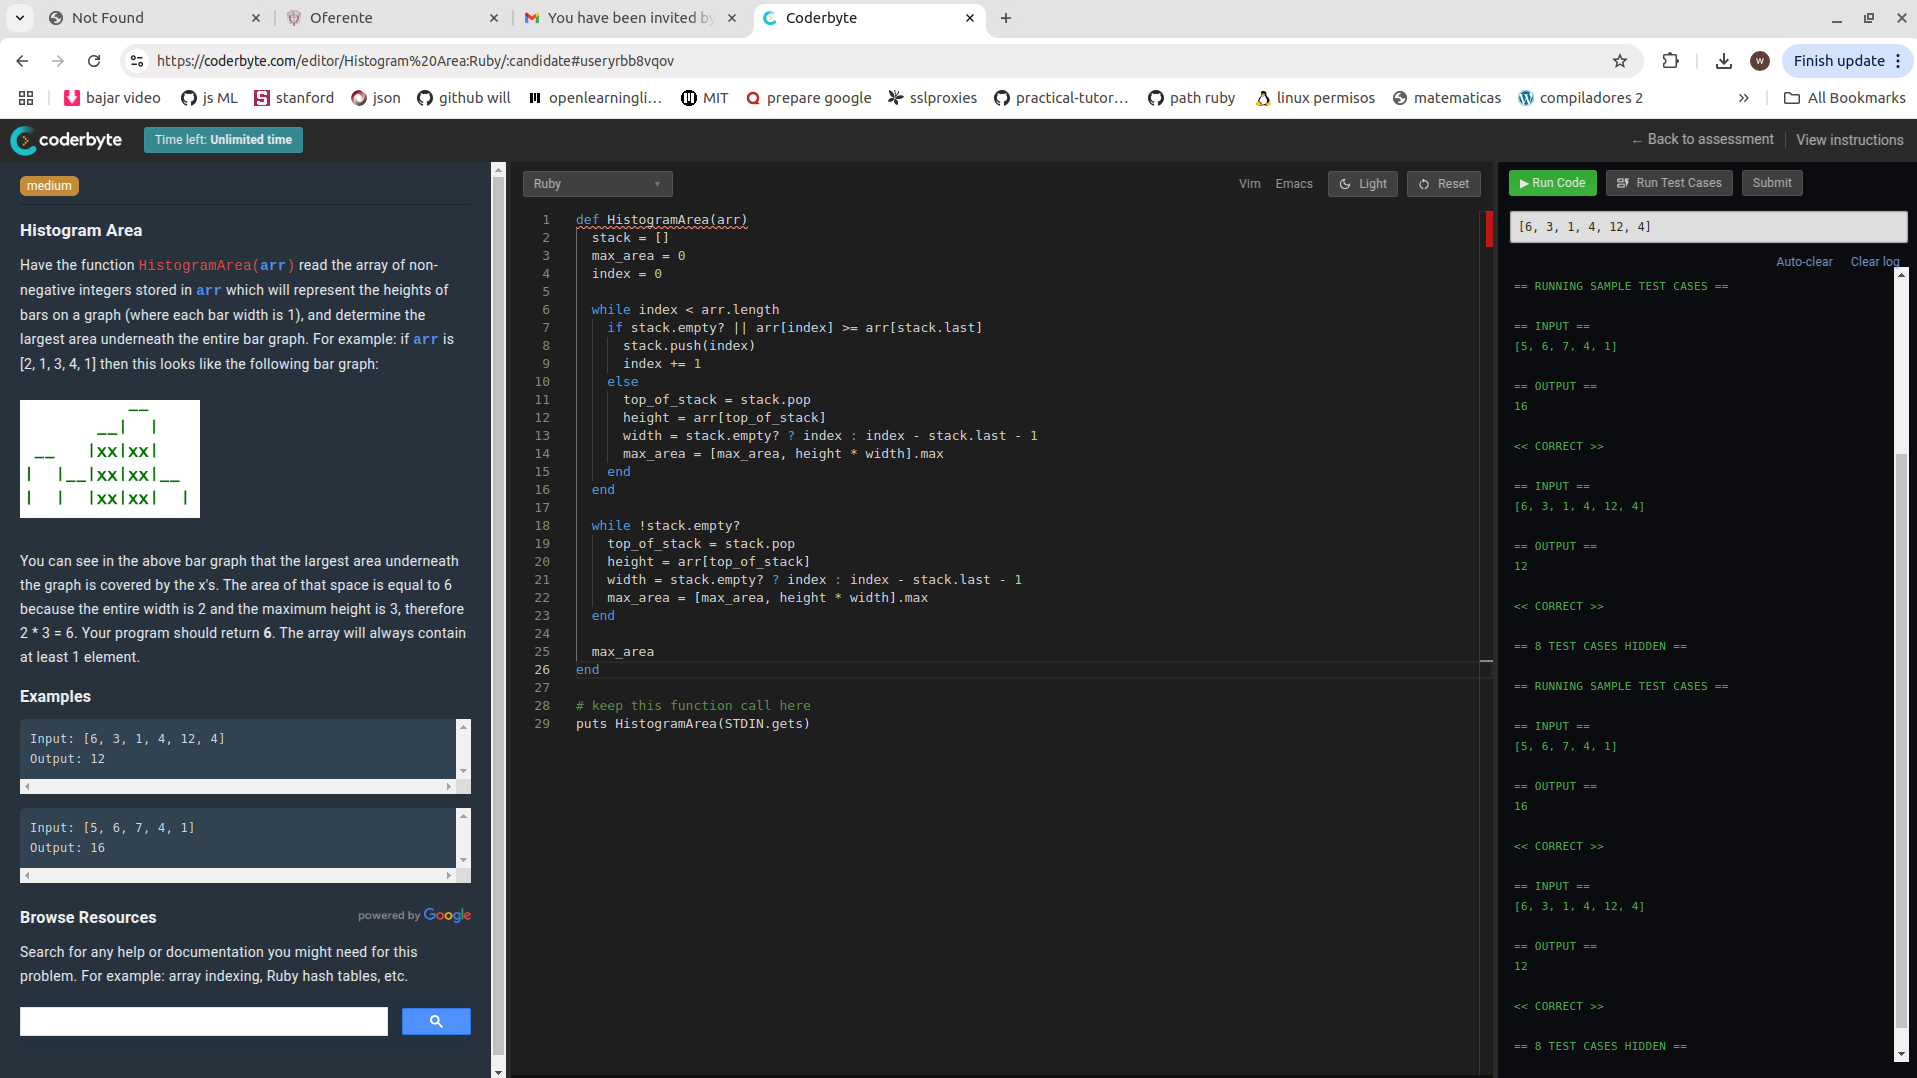 Not Found
Oferente
You have been invited by
Coderbyte
https://coderbyte.com/editor/Histogram%20Area:Ruby/:candidate#useryrbb8vqov
W
Finish update
bajar video
js ML
stanford
json
github will
openlearningli…
MIT
prepare google
sslproxies
practical-tutor…
path ruby
linux permisos
matematicas
compiladores 2
»
All Bookmarks
coderbyte
Time left: Unlimited time
← Back to assessment
View instructions
medium
Histogram Area
Have the function HistogramArea(arr) read the array of non-
negative integers stored in arr which will represent the heights of
bars on a graph (where each bar width is 1), and determine the
largest area underneath the entire bar graph. For example: if arr is
[2, 1, 3, 4, 1] then this looks like the following bar graph:
__
__|  |
__   |xx|xx|
|  |__|xx|xx|__
|  |  |xx|xx|  |
You can see in the above bar graph that the largest area underneath
the graph is covered by the x's. The area of that space is equal to 6
because the entire width is 2 and the maximum height is 3, therefore
2 * 3 = 6. Your program should return 6. The array will always contain
at least 1 element.
Examples
Input: [6, 3, 1, 4, 12, 4]
Output: 12
Input: [5, 6, 7, 4, 1]
Output: 16
Browse Resources
powered by Google
Search for any help or documentation you might need for this
problem. For example: array indexing, Ruby hash tables, etc.
Ruby
Vim
Emacs
Light
Reset
1 def HistogramArea(arr)
2 stack = []
3 max_area = 0
4 index = 0
5
6 while index < arr.length
7 if stack.empty? || arr[index] >= arr[stack.last]
8 stack.push(index)
9 index += 1
10 else
11 top_of_stack = stack.pop
12 height = arr[top_of_stack]
13 width = stack.empty? ? index : index - stack.last - 1
14 max_area = [max_area, height * width].max
15 end
16 end
17
18 while !stack.empty?
19 top_of_stack = stack.pop
20 height = arr[top_of_stack]
21 width = stack.empty? ? index : index - stack.last - 1
22 max_area = [max_area, height * width].max
23 end
24
25 max_area
26 end
27
28 # keep this function call here
29 puts HistogramArea(STDIN.gets)
Run Code
Run Test Cases
Submit
[6, 3, 1, 4, 12, 4]
Auto-clear
Clear log
== RUNNING SAMPLE TEST CASES ==
== INPUT ==
[5, 6, 7, 4, 1]
== OUTPUT ==
16
<< CORRECT >>
== INPUT ==
[6, 3, 1, 4, 12, 4]
== OUTPUT ==
12
<< CORRECT >>
== 8 TEST CASES HIDDEN ==
== RUNNING SAMPLE TEST CASES ==
== INPUT ==
[5, 6, 7, 4, 1]
== OUTPUT ==
16
<< CORRECT >>
== INPUT ==
[6, 3, 1, 4, 12, 4]
== OUTPUT ==
12
<< CORRECT >>
== 8 TEST CASES HIDDEN ==